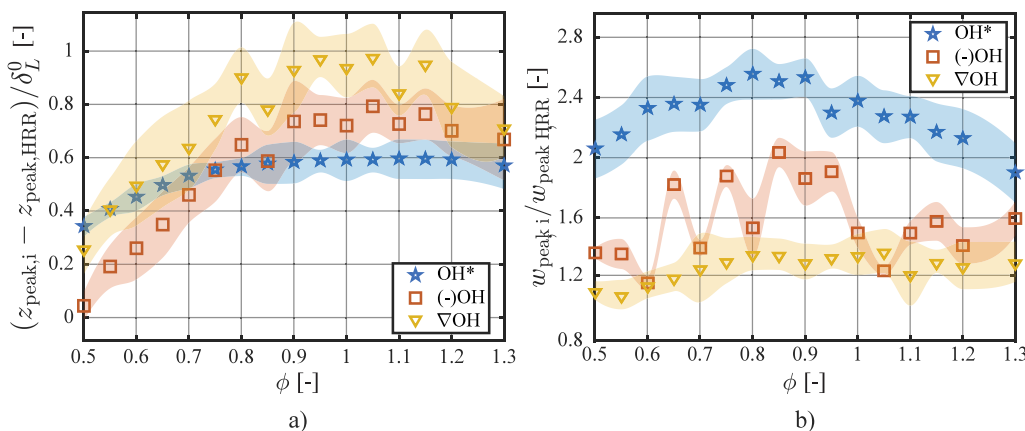 a)
(z_peak,i − z_peak,HRR)/δ_L^0 [-]
1
0.8
0.6
0.4
0.2
0
OH*
(-)OH
∇OH
0.5 0.6 0.7 0.8 0.9 1 1.1 1.2 1.3
ϕ [-]
a)
b)
w_peak,i/w_peak,HRR [-]
2.8
2.4
2
1.6
1.2
0.8
OH*
(-)OH
∇OH
0.5 0.6 0.7 0.8 0.9 1 1.1 1.2 1.3
ϕ [-]
b)